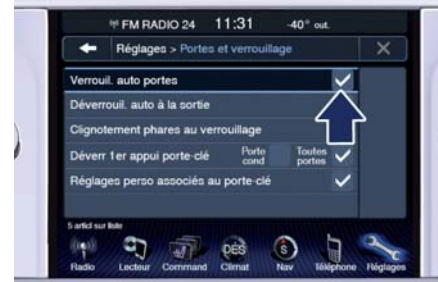 FM RADIO 24 11:31 -40° out.
Réglages > Portes et verrouillage
Verrouil. auto portes
Déverrouil. auto à la sortie
Clignotement phares au verrouillage
Déverr 1er appui porte-clé Porte cond Toutes portes
Réglages perso associés au porte-clé
5 articl sur liste
DÉS S
Radio Lecteur Command Climat Nav Téléphone Réglages